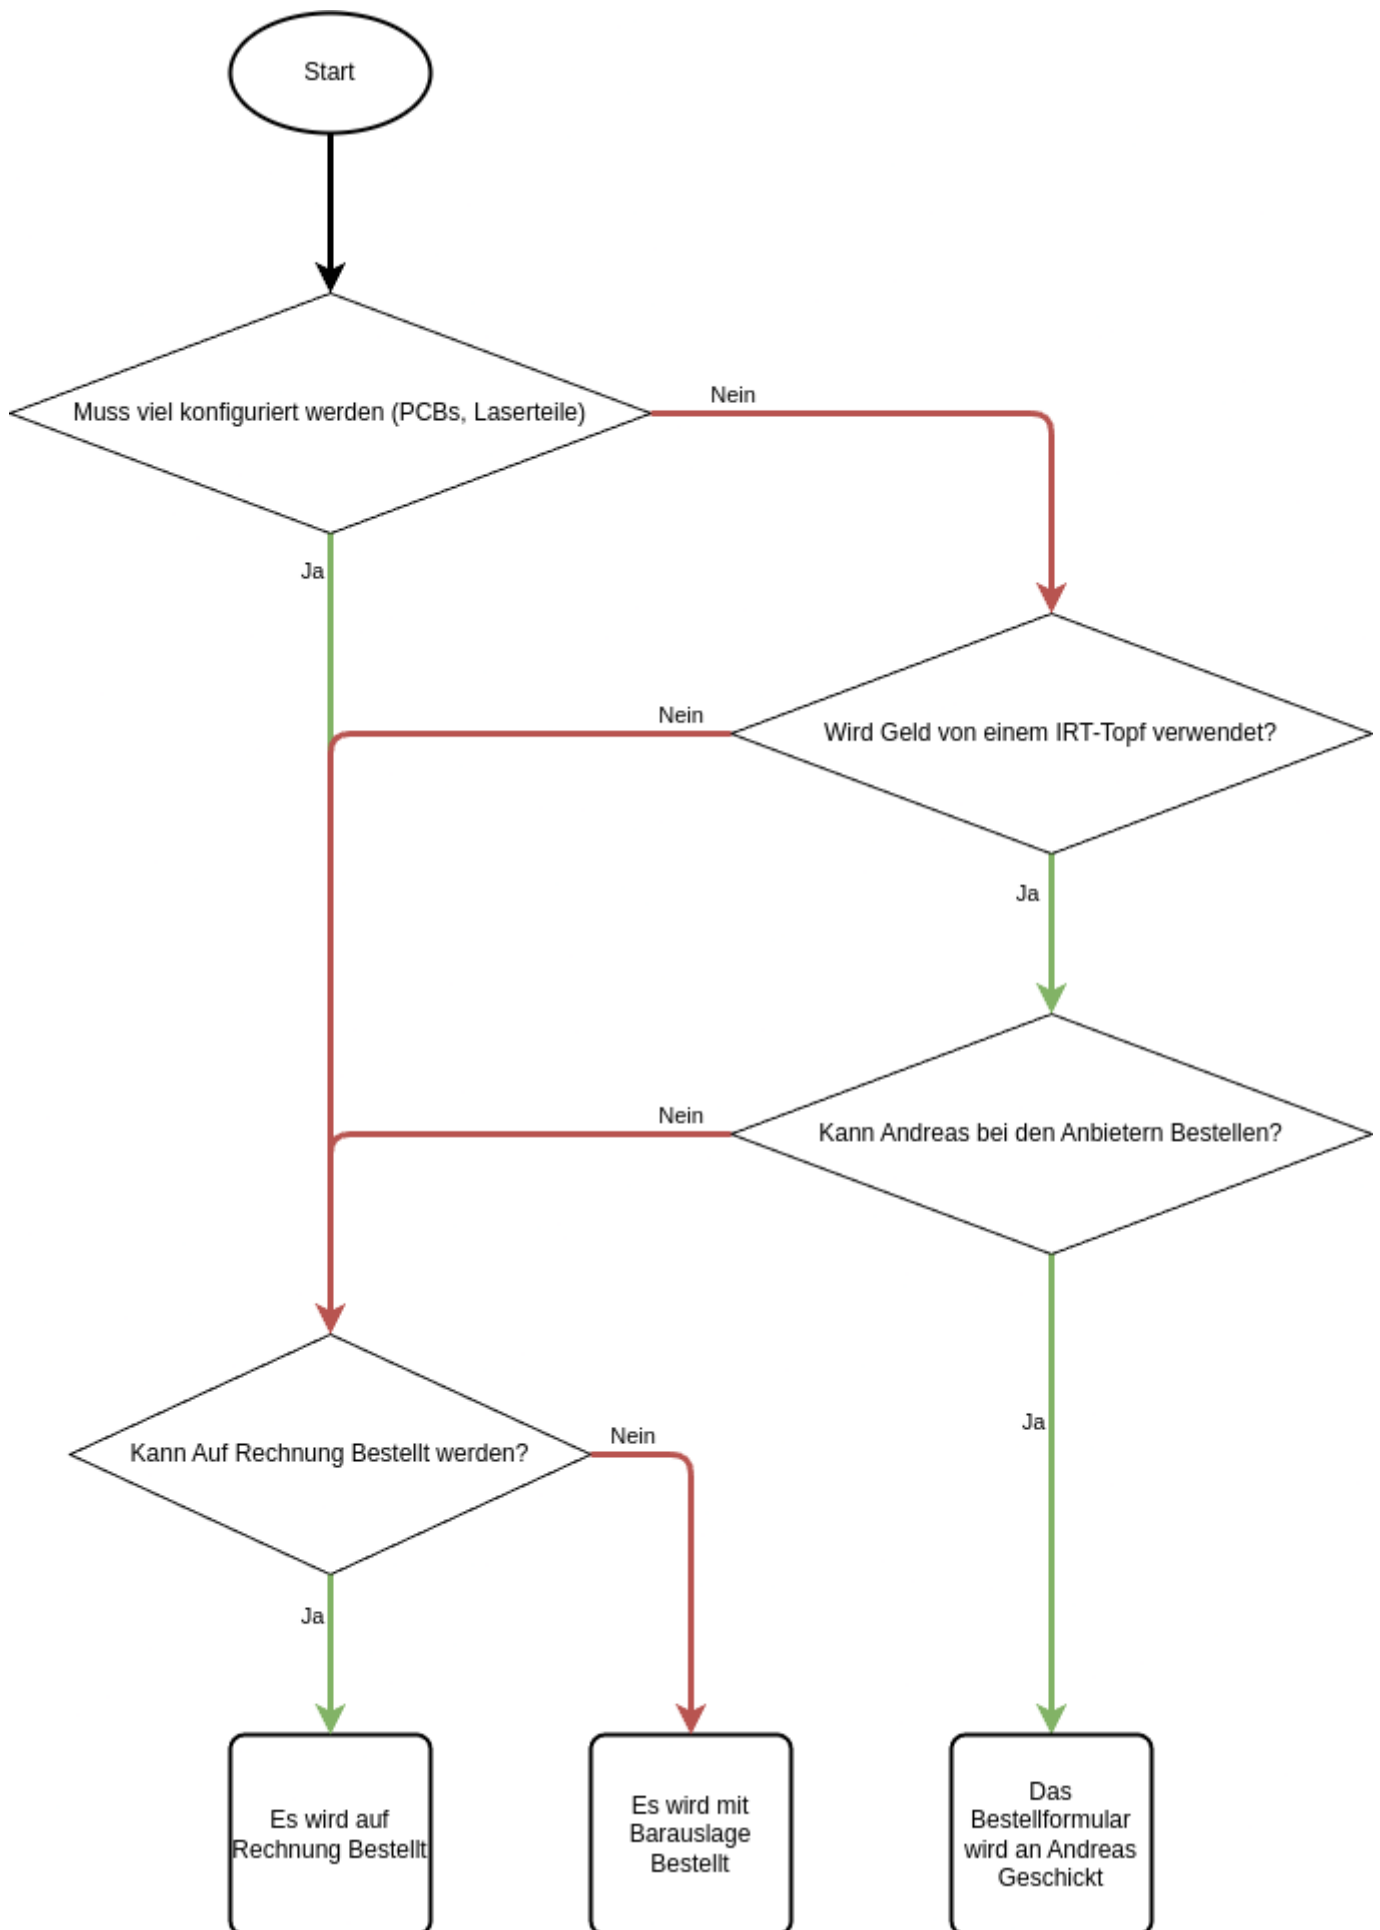 Start
Muss viel konfiguriert werden (PCBs, Laserteile)
Nein
Ja
Nein
Wird Geld von einem IRT-Topf verwendet?
Ja
Nein
Kann Andreas bei den Anbietern Bestellen?
Ja
Kann Auf Rechnung Bestellt werden?
Nein
Ja
Es wird auf
Rechnung Bestellt
Es wird mit
Barauslage
Bestellt
Das
Bestellformular
wird an Andreas
Geschickt